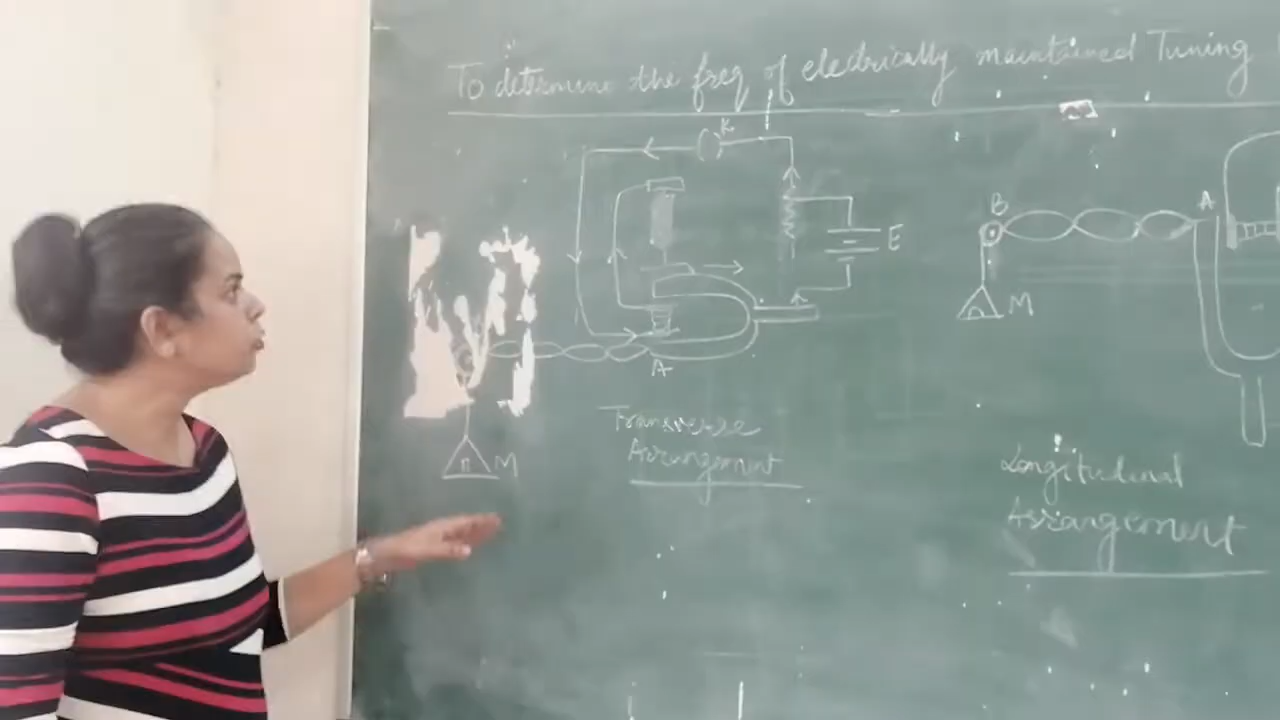 To determine the freq of electrically maintained Tuning
K
E
B
A
M
A
M
Transverse
Arrangement
Longitudinal
Arrangement